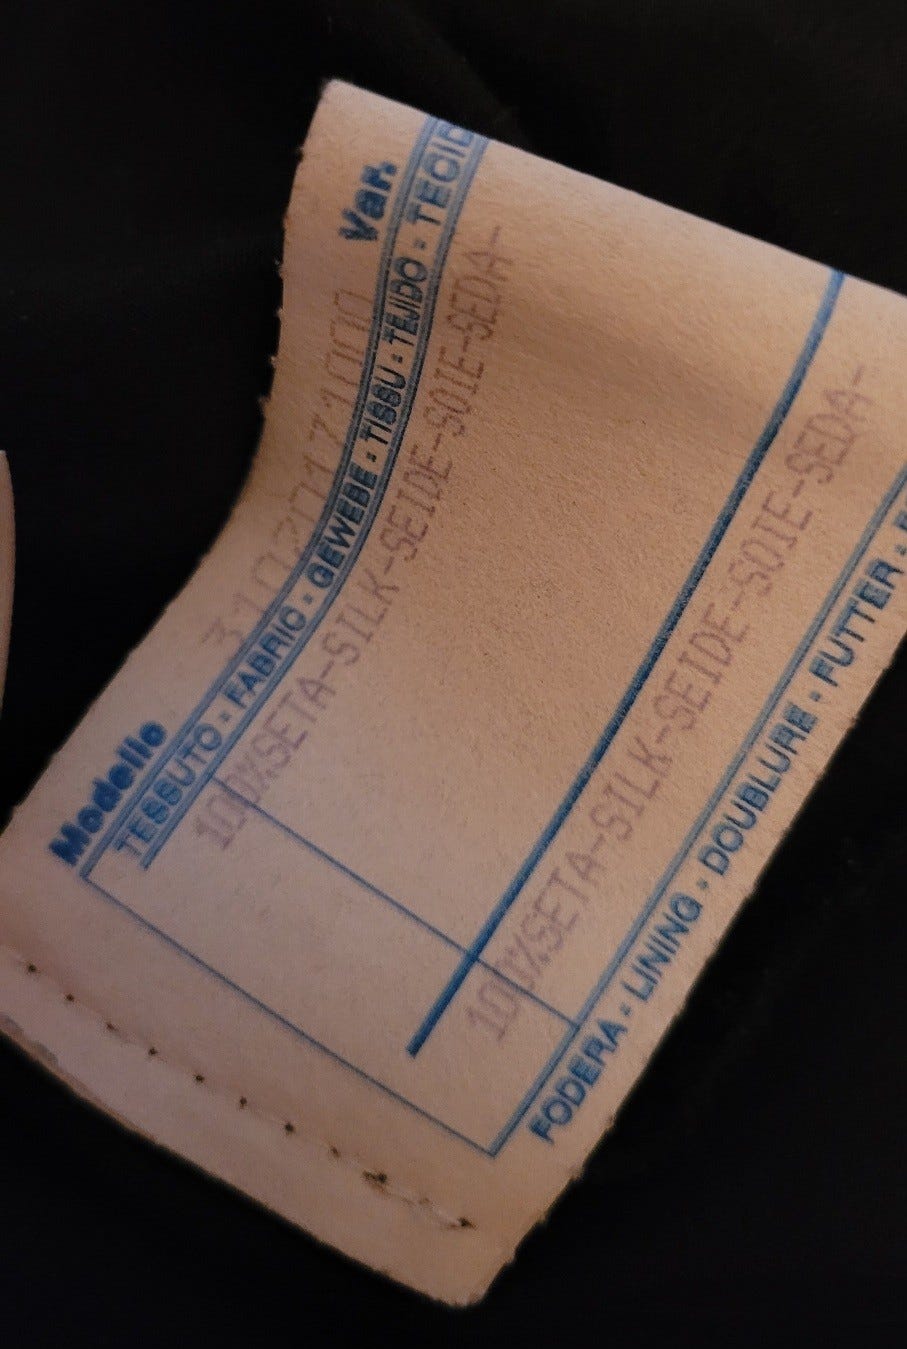 Modello Var.
TESSUTO - FABRIC - GEWEBE - TISSU - TEJIDO - TECID
100%SETA-SILK-SEIDE-SOIE-SEDA-
100%SETA-SILK-SEIDE-SOIE-SEDA-
FODERA - LINING - DOUBLURE - FUTTER -